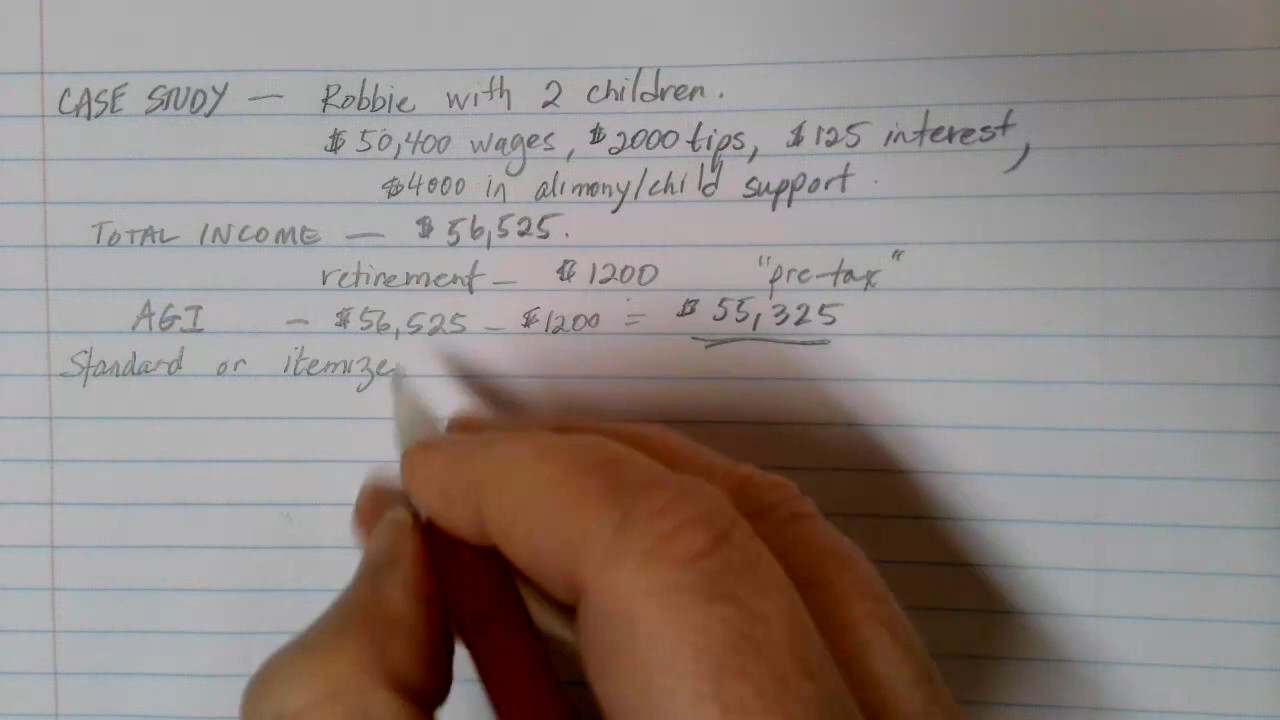 CASE STUDY — Robbie with 2 children.
$50,400 wages, $2000 tips, $125 interest,
$4000 in alimony/child support.
TOTAL INCOME — $56,525.
retirement - $1200 "pre-tax"
AGI - $56,525 - $1200 = $55,325
Standard or itemize